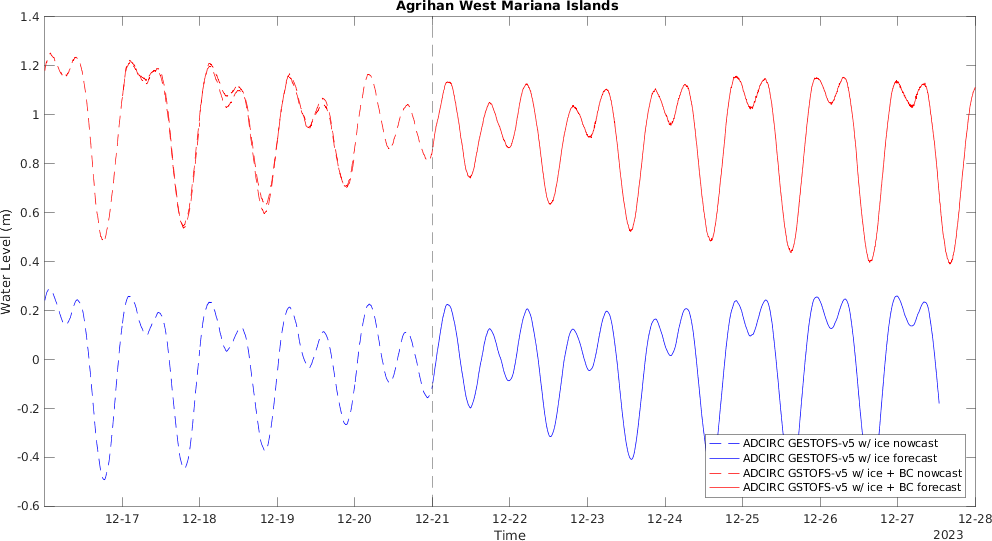 Agrihan West Mariana Islands
1.4
1.2
1
0.8
0.6
0.4
0.2
0
-0.2
-0.4
-0.6
Water Level (m)
ADCIRC GESTOFS-v5 w/ ice nowcast
ADCIRC GESTOFS-v5 w/ ice forecast
ADCIRC GSTOFS-v5 w/ ice + BC nowcast
ADCIRC GSTOFS-v5 w/ ice + BC forecast
12-17 12-18 12-19 12-20 12-21 12-22 12-23 12-24 12-25 12-26 12-27 12-28
Time
2023